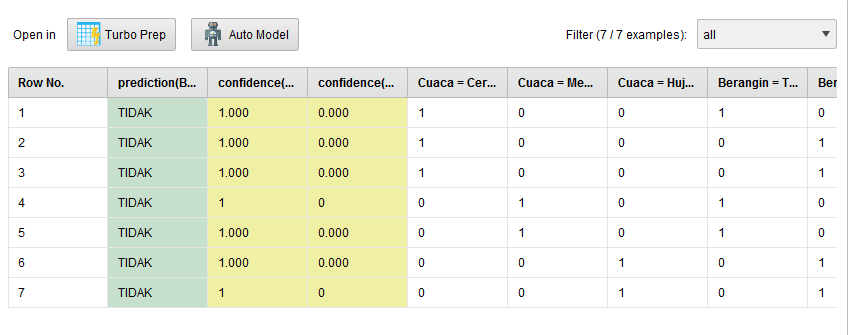 Open in Turbo Prep Auto Model Filter (7 / 7 examples): all
Row No. prediction(B... confidence(... confidence(... Cuaca = Cer... Cuaca = Me... Cuaca = Huj... Berangin = T... Ber
1 TIDAK 1.000 0.000 1 0 0 1 0
2 TIDAK 1.000 0.000 1 0 0 0 1
3 TIDAK 1.000 0.000 1 0 0 0 1
4 TIDAK 1 0 0 1 0 1 0
5 TIDAK 1.000 0.000 0 1 0 1 0
6 TIDAK 1.000 0.000 0 0 1 0 1
7 TIDAK 1 0 0 0 1 0 1